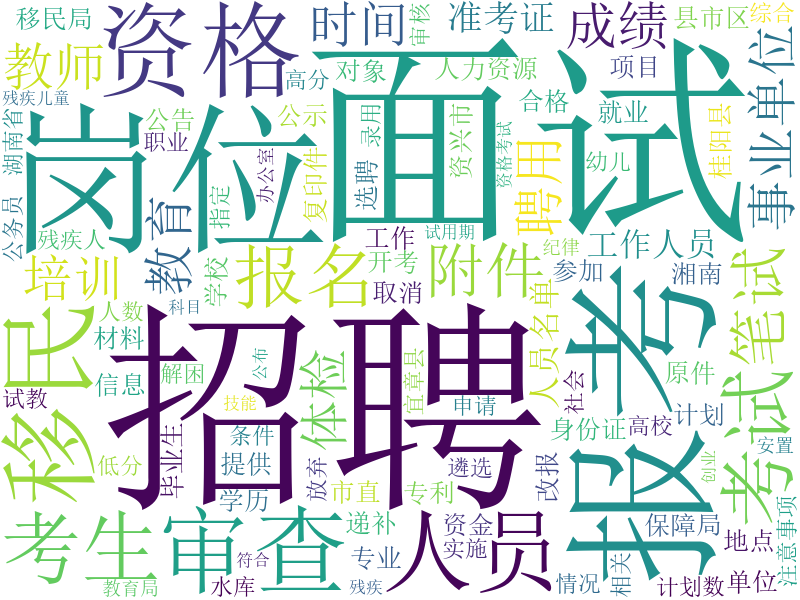 移民局
资格
时间
审核
准考证
成绩
县市区
综合
教师
高分
对象
人力资源
项目
残疾儿童
岗位
面试
合格
就业
事业单位
湖南省
公告
职业
公示
录用
资兴市
资格考试
桂阳县
公务员
教育
指定
办公室
复印件
选聘
聘用
幼儿
残疾人
工作
试用期
纪律
工作人员
培训
学校
报名
开考
附件
参加
湘南
笔试
移民
人数
科目
取消
招聘
报考
材料
信息
解困
公布
体检
宜章县
人员名单
社会
原件
考试
试教
技能
申请
身份证
高校
计划
毕业生
条件
低分
提供
放弃
遴选
改报
安置
创业
学历
市直
专利
考生
审查
递补
资金
人员
保障局
地点
注意事项
专业
实施
教育局
符合
水库
残疾
情况
相关
计划数
单位